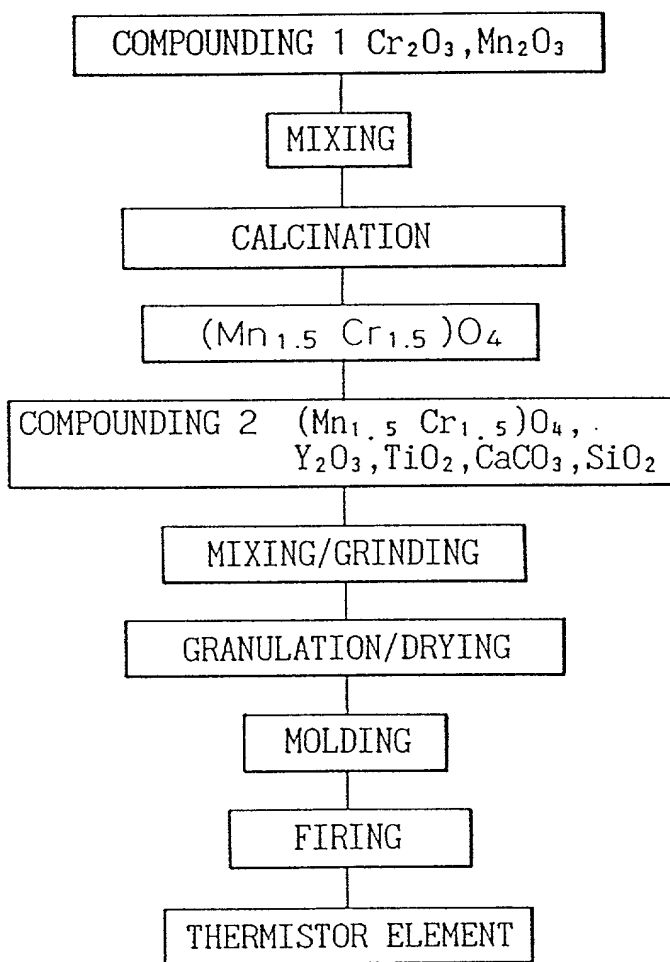 COMPOUNDING 1 Cr₂O₃,Mn₂O₃
MIXING
CALCINATION
(Mn₁.₅ Cr₁.₅)O₄
COMPOUNDING 2 (Mn₁.₅ Cr₁.₅)O₄,
Y₂O₃,TiO₂,CaCO₃,SiO₂
MIXING/GRINDING
GRANULATION/DRYING
MOLDING
FIRING
THERMISTOR ELEMENT